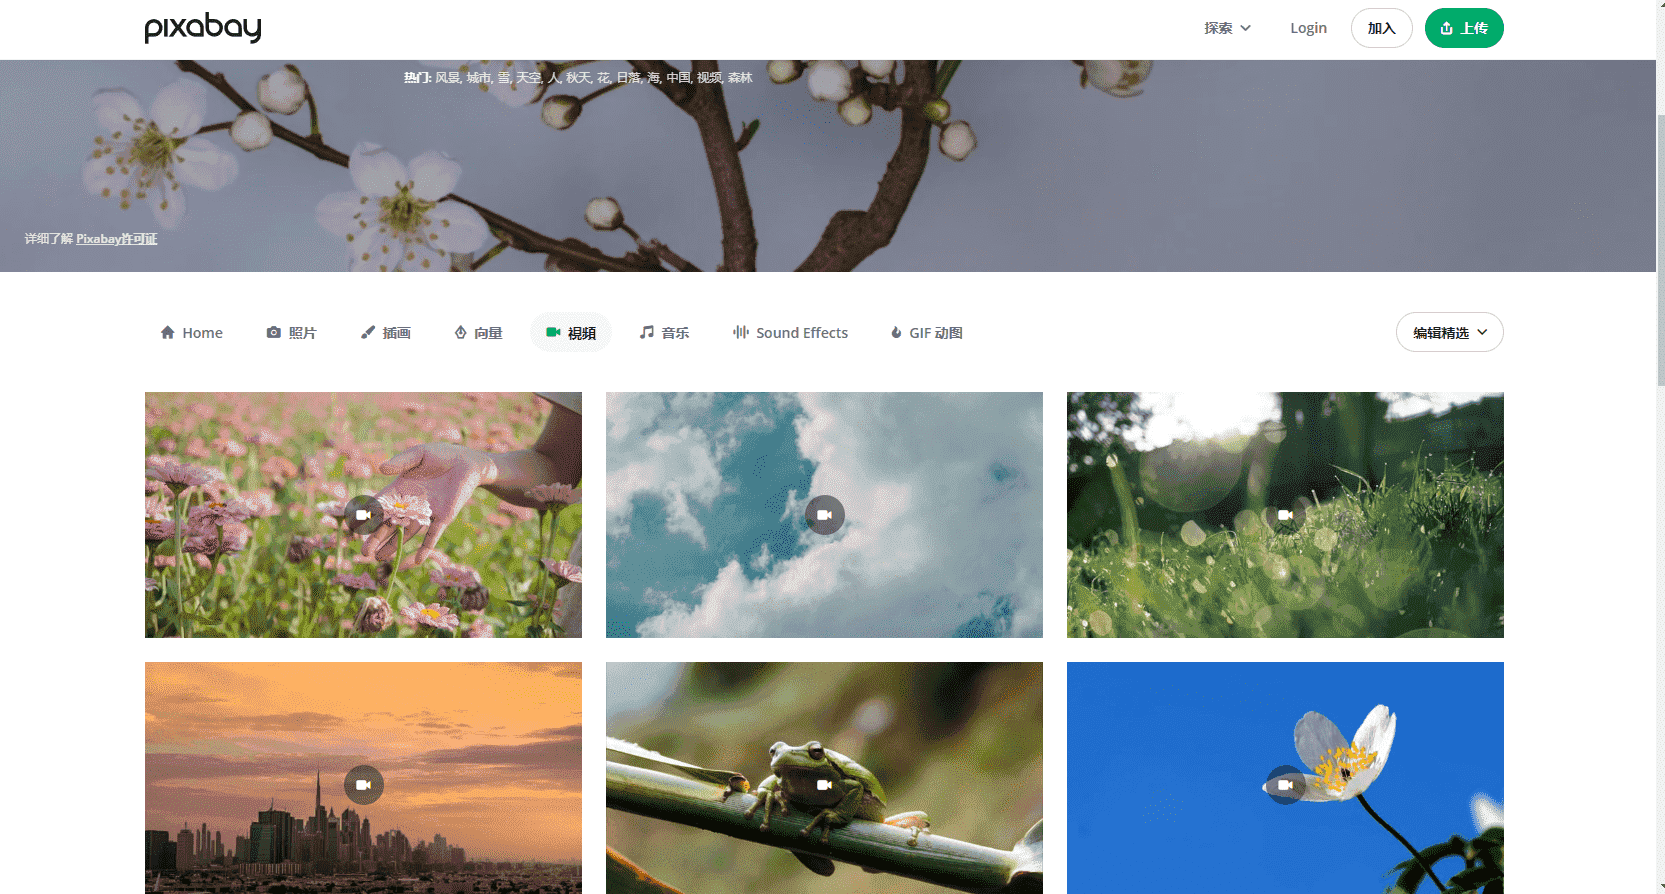 pixabay
探索
Login
加入
上传
热门: 风景, 城市, 雪, 天空, 人, 秋天, 花, 日落, 海, 中国, 视频, 森林
详细了解 Pixabay许可证
Home
照片
插画
向量
視頻
音乐
Sound Effects
GIF 动图
编辑精选